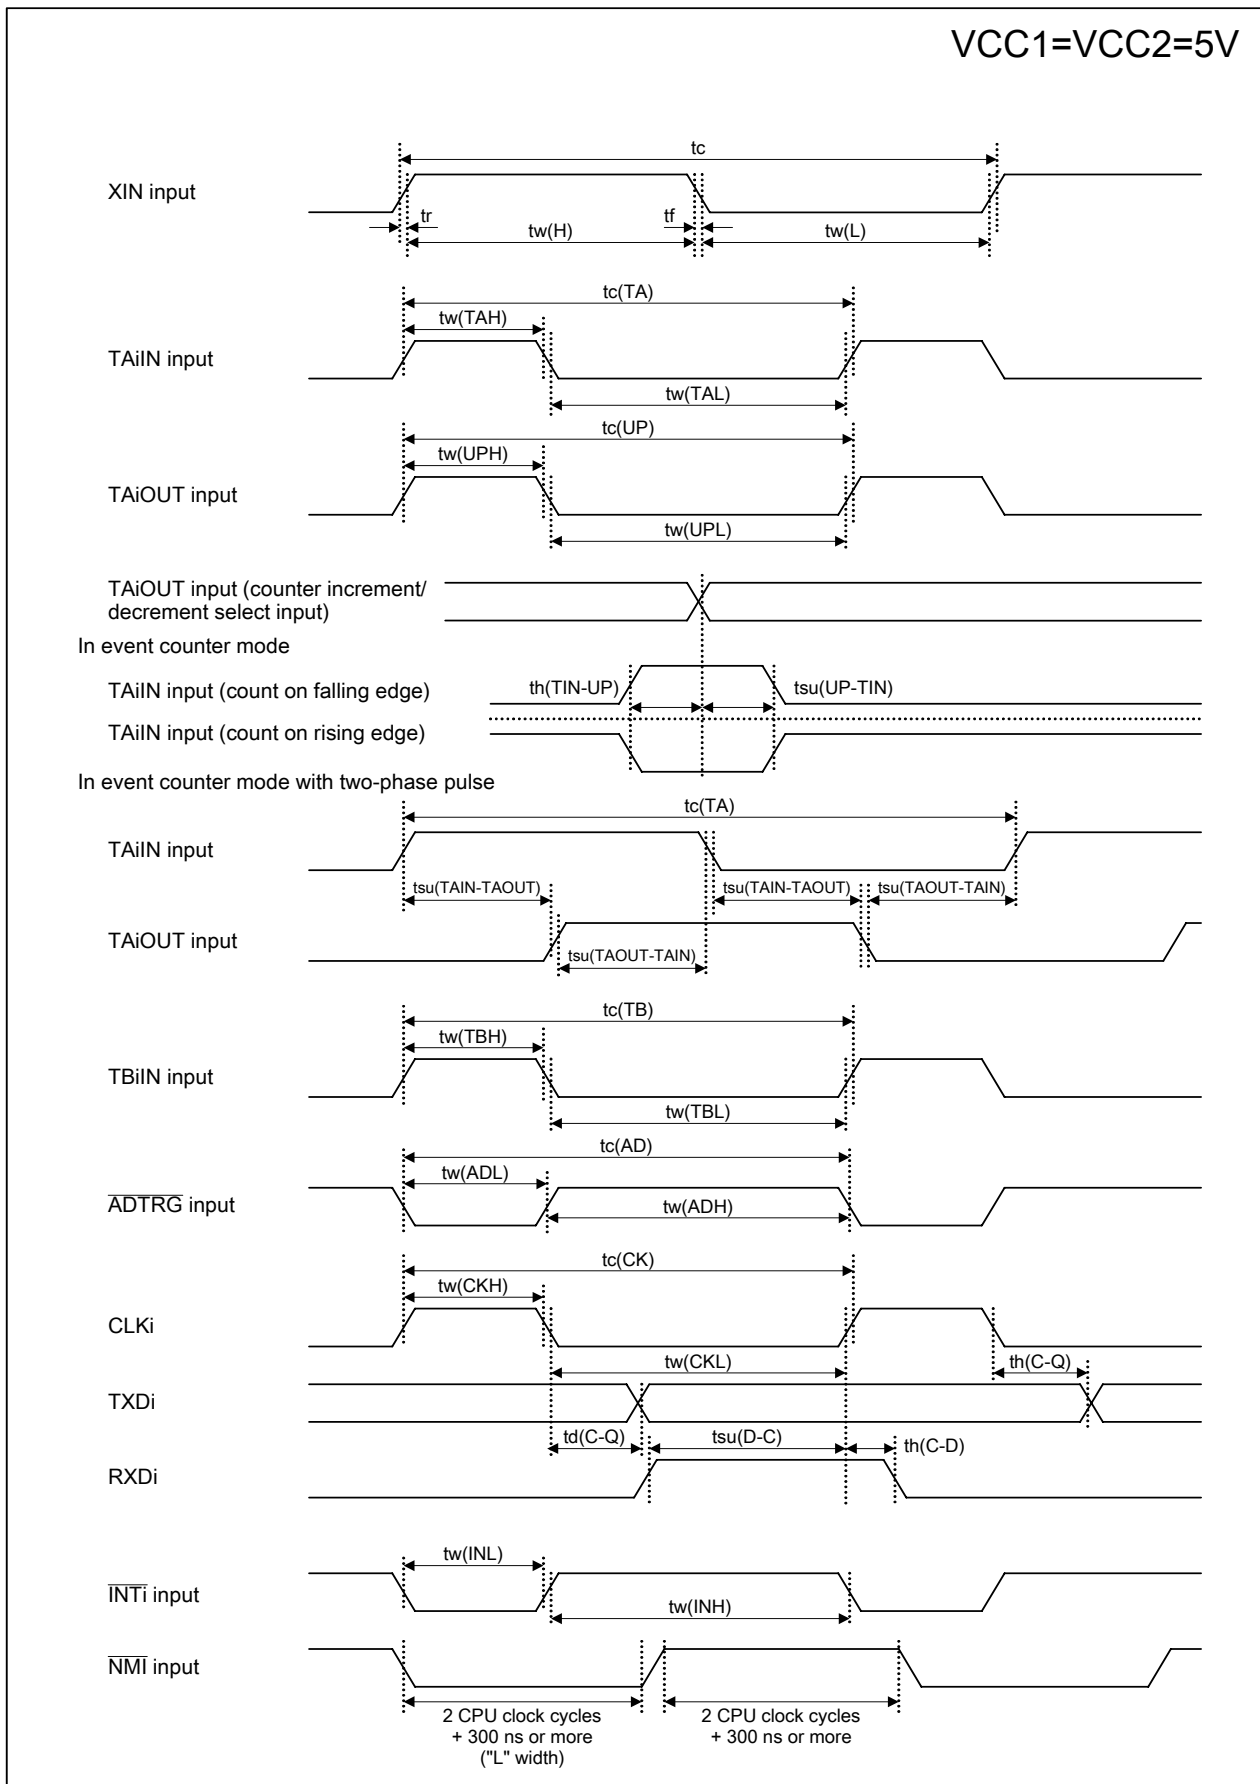 VCC1=VCC2=5V
tc
XIN input
tr
tf
tw(H)
tw(L)
tc(TA)
tw(TAH)
TAiIN input
tw(TAL)
tc(UP)
tw(UPH)
TAiOUT input
tw(UPL)
TAiOUT input (counter increment/
decrement select input)
In event counter mode
TAiIN input (count on falling edge)
th(TIN-UP)
tsu(UP-TIN)
TAiIN input (count on rising edge)
In event counter mode with two-phase pulse
tc(TA)
TAiIN input
tsu(TAIN-TAOUT)
tsu(TAIN-TAOUT)
tsu(TAOUT-TAIN)
TAiOUT input
tsu(TAOUT-TAIN)
tc(TB)
tw(TBH)
TBiIN input
tw(TBL)
tc(AD)
tw(ADL)
ADTRG input
tw(ADH)
tc(CK)
tw(CKH)
CLKi
tw(CKL)
th(C-Q)
TXDi
td(C-Q)
tsu(D-C)
th(C-D)
RXDi
tw(INL)
INTi input
tw(INH)
NMI input
2 CPU clock cycles
+ 300 ns or more
("L" width)
2 CPU clock cycles
+ 300 ns or more